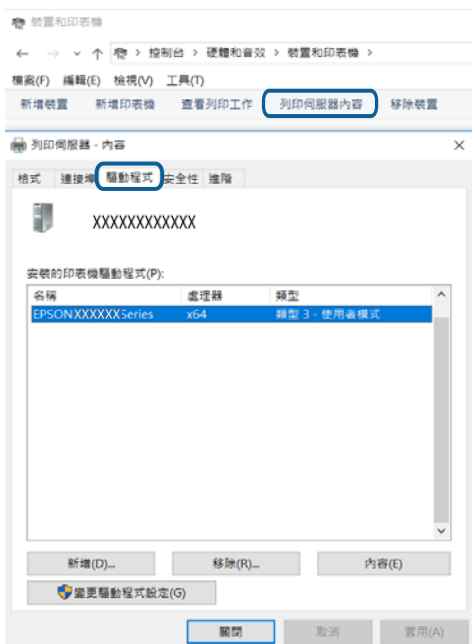 裝置和印表機
控制台 > 硬體和音效 > 裝置和印表機 >
檔案(F) 編輯(E) 檢視(V) 工具(T)
新增裝置 新增印表機 查看列印工作 列印伺服器內容 移除裝置
列印伺服器 - 內容
格式 連接埠 驅動程式 安全性 進階
XXXXXXXXXXXX
安裝的印表機驅動程式(P):
名稱 處理器 類型
EPSONXXXXXXSeries x64 類型 3 - 使用者模式
新增(D)... 移除(R)... 內容(E)
變更驅動程式設定(G)
關閉 取消 套用(A)